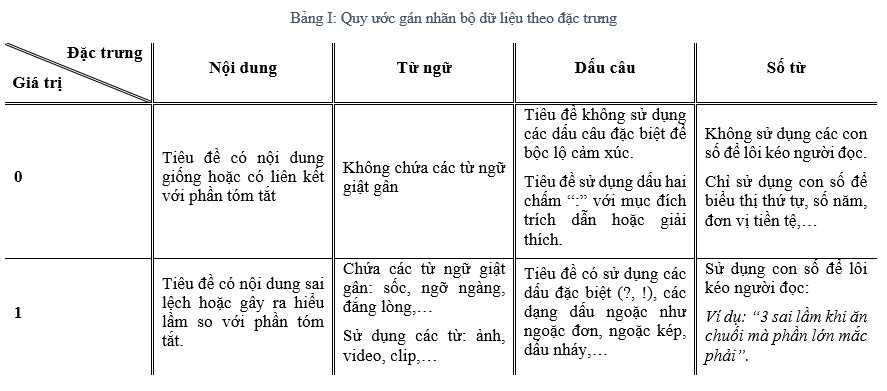 Bảng I: Quy ước gán nhãn bộ dữ liệu theo đặc trưng
Đặc trưng
Giá trị
Nội dung
Từ ngữ
Dấu câu
Số từ
0
Tiêu đề có nội dung
giống hoặc có liên kết
với phần tóm tắt
Không chứa các từ ngữ
giật gân
Tiêu đề không sử dụng
các dấu câu đặc biệt để
bộc lộ cảm xúc.
Tiêu đề sử dụng dấu hai
chấm “:” với mục đích
trích dẫn hoặc giải
thích.
Không sử dụng các con
số để lôi kéo người đọc.
Chỉ sử dụng con số để
biểu thị thứ tự, số năm,
đơn vị tiền tệ,…
1
Tiêu đề có nội dung sai
lệch hoặc gây ra hiểu
lầm so với phần tóm
tắt.
Chứa các từ ngữ giật
gân: sốc, ngỡ ngàng,
đắng lòng,…
Sử dụng các từ: ảnh,
video, clip,…
Tiêu đề có sử dụng các
dấu đặc biệt (?, !), các
dạng dấu ngoặc như
ngoặc đơn, ngoặc kép,
dấu nháy,…
Sử dụng con số để lôi
kéo người đọc:
Ví dụ: “3 sai lầm khi ăn
chuối mà phần lớn mắc
phải”.